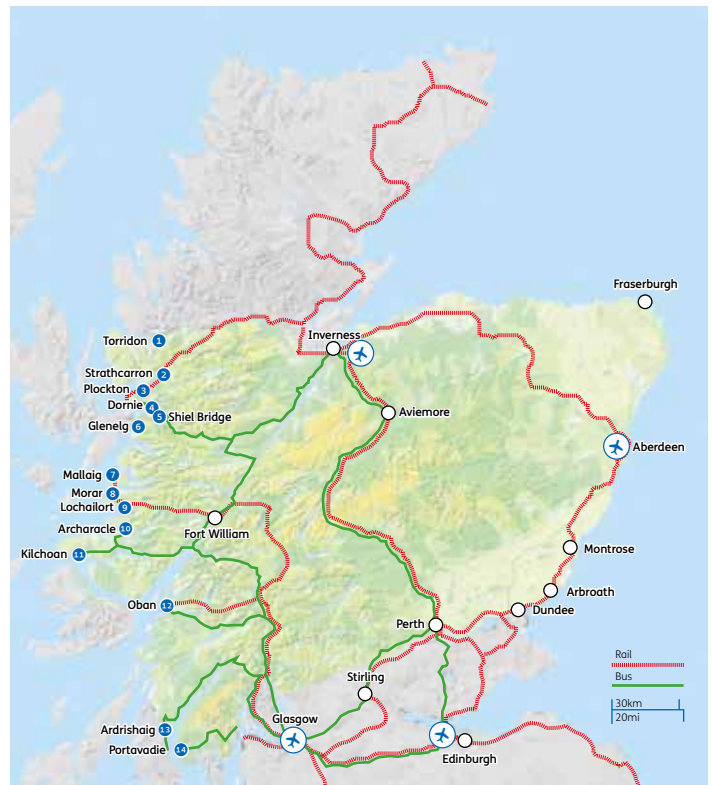 Fraserburgh
Inverness
Torridon 1
Strathcarron 2
Plockton 3
Dornie 4
5 Shiel Bridge
Glenelg 6
Aviemore
Aberdeen
Mallaig 7
Morar 8
Lochailort 9
Archaracle 10
Fort William
Kilchoan 11
Montrose
Arbroath
Oban 12
Dundee
Perth
Rail
Stirling
Bus
30km
20mi
Glasgow
Ardrishaig 13
Portavadie 14
Edinburgh